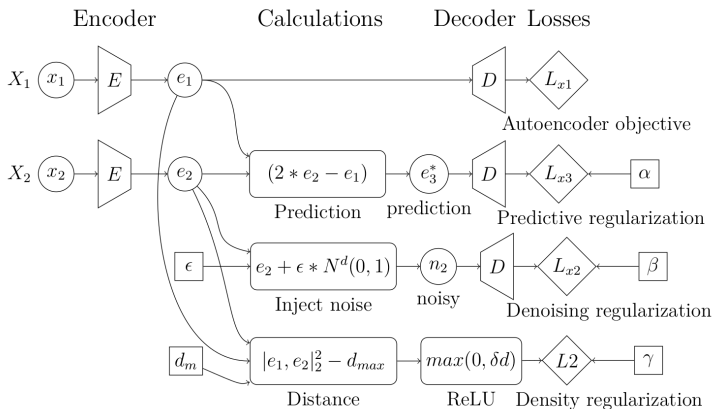 Encoder Calculations Decoder Losses
X₁ x₁ E e₁ D Lₓ₁
Autoencoder objective
X₂ x₂ E e₂ (2 ∗ e₂ − e₁) e₃* D Lₓ₃ α
Prediction prediction Predictive regularization
ϵ e₂ + ϵ ∗ Nᵈ(0, 1) n₂ D Lₓ₂ β
Inject noise noisy Denoising regularization
dₘ |e₁, e₂|₂² − dₘₐₓ max(0, δd) L2 γ
Distance ReLU Density regularization